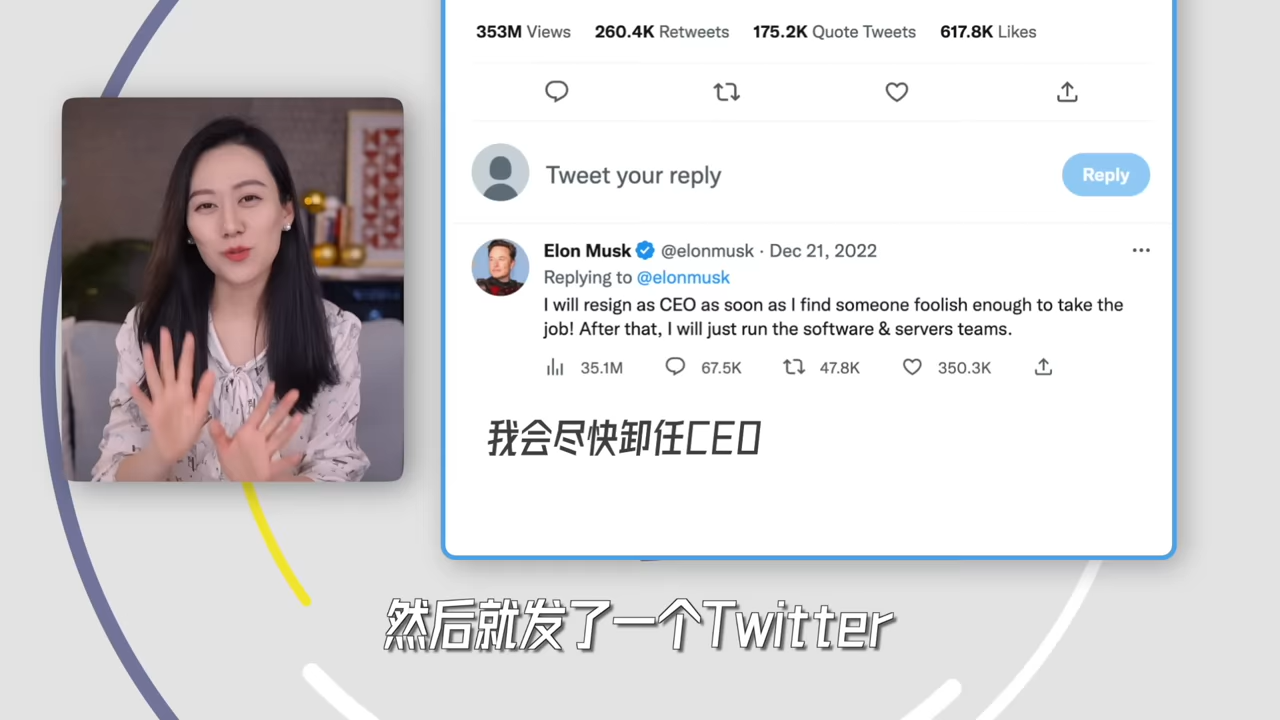 353M Views 260.4K Retweets 175.2K Quote Tweets 617.8K Likes
Tweet your reply
Reply
Elon Musk @elonmusk · Dec 21, 2022
Replying to @elonmusk
I will resign as CEO as soon as I find someone foolish enough to take the
job! After that, I will just run the software & servers teams.
35.1M 67.5K 47.8K 350.3K
我会尽快卸任CEO
然后就发了一个Twitter